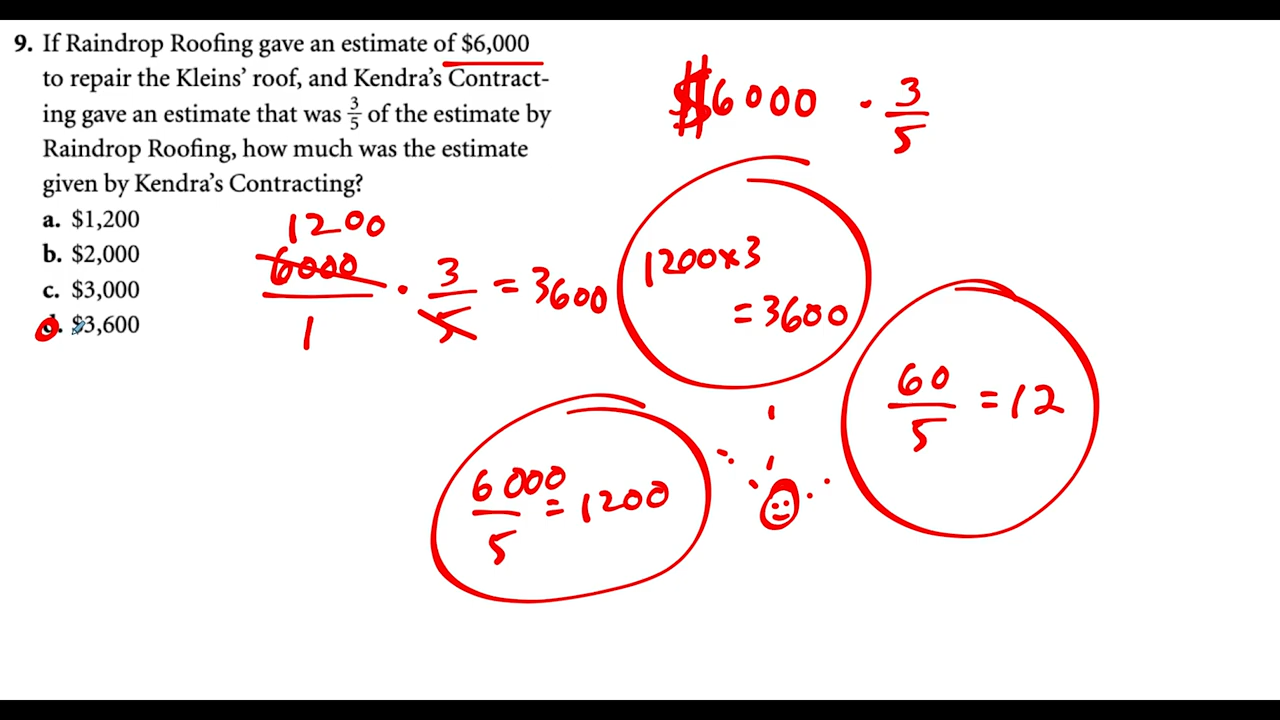 9. If Raindrop Roofing gave an estimate of $6,000
to repair the Kleins’ roof, and Kendra’s Contract-
ing gave an estimate that was 3/5 of the estimate by
Raindrop Roofing, how much was the estimate
given by Kendra’s Contracting?
a. $1,200
b. $2,000
c. $3,000
d. $3,600
$6000 · 3/5
1200
6000/1 · 3/5 = 3600
1200x3
= 3600
60/5 = 12
6000/5 = 1200